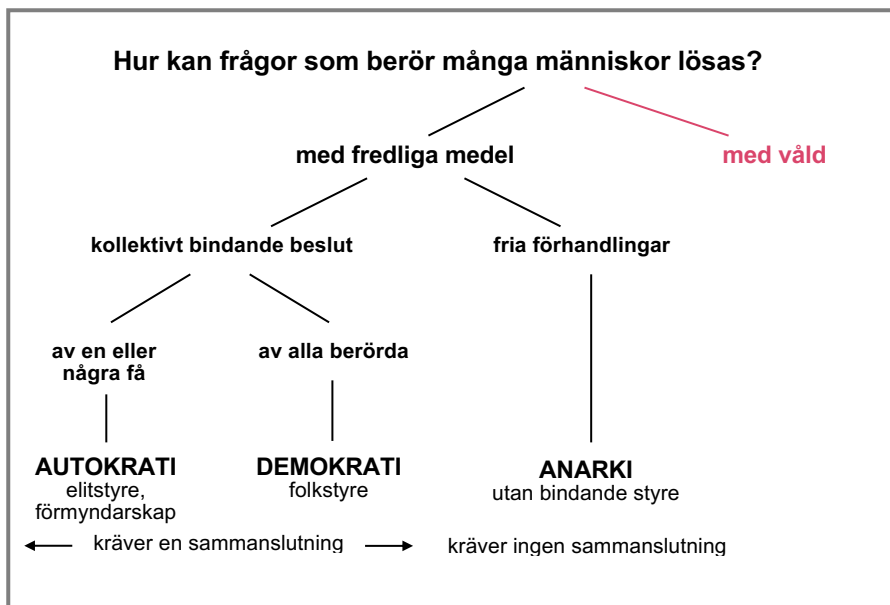 Hur kan frågor som berör många människor lösas?
med fredliga medel
med våld
kollektivt bindande beslut
fria förhandlingar
av en eller
några få
av alla berörda
AUTOKRATI
elitstyre,
förmyndarskap
DEMOKRATI
folkstyre
ANARKI
utan bindande styre
kräver en sammanslutning
kräver ingen sammanslutning